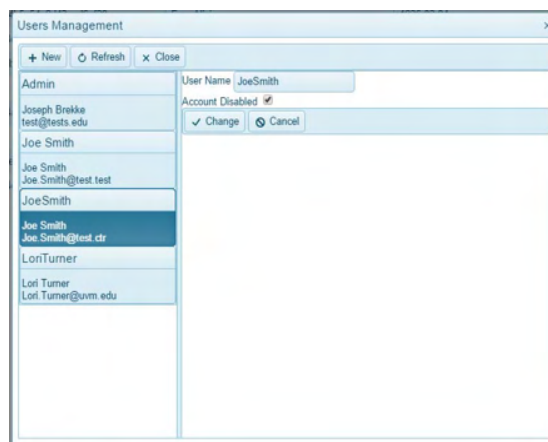 Users Management
New Refresh Close
Admin
Joseph Brekke
test@tests.edu
Joe Smith
Joe Smith
Joe.Smith@test.test
JoeSmith
Joe Smith
Joe.Smith@test.ctr
LoriTurner
Lori Turner
Lori.Turner@uvm.edu
User Name JoeSmith
Account Disabled
Change Cancel